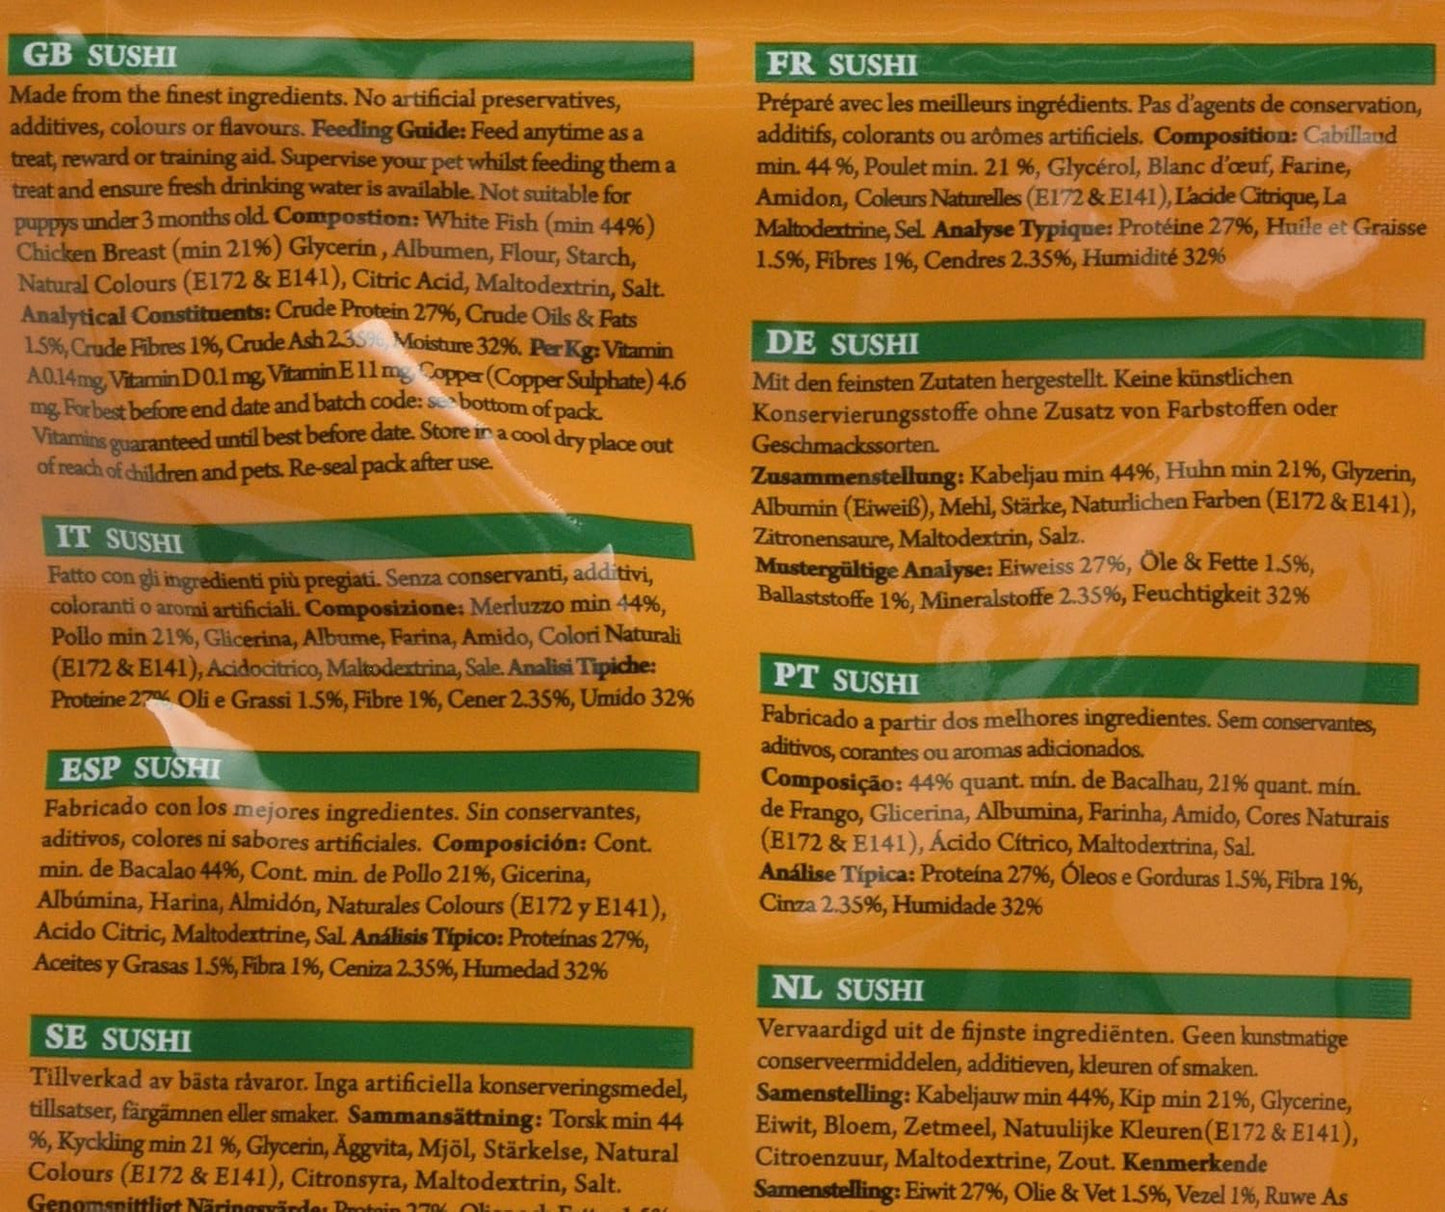 GB SUSHI
Made from the finest ingredients. No artificial preservatives,
additives, colours or flavours. Feeding Guide: Feed anytime as a
treat, reward or training aid. Supervise your pet whilst feeding them a
treat and ensure fresh drinking water is available. Not suitable for
puppys under 3 months old. Compostion: White Fish (min 44%)
Chicken Breast (min 21%) Glycerin , Albumen, Flour, Starch,
Natural Colours (E172 & E141), Citric Acid, Maltodextrin, Salt.
Analytical Constituents: Crude Protein 27%, Crude Oils & Fats
1.5%, Crude Fibres 1%, Crude Ash 2.35%, Moisture 32%. Per Kg: Vitamin
A 0.14mg, Vitamin D 0.1 mg, Vitamin E 11 mg, Copper (Copper Sulphate) 4.6
mg. For best before end date and batch code: see bottom of pack.
Vitamins guaranteed until best before date. Store in a cool dry place out
of reach of children and pets. Re-seal pack after use.
IT SUSHI
Fatto con gli ingredienti più pregiati. Senza conservanti, additivi,
coloranti o aromi artificiali. Composizione: Merluzzo min 44%,
Pollo min 21%, Glicerina, Albume, Farina, Amido, Colori Naturali
(E172 & E141), Acidocitrico, Maltodextrina, Sale. Analisi Tipiche:
Proteine 27%, Oli e Grassi 1.5%, Fibre 1%, Cener 2.35%, Umido 32%
ESP SUSHI
Fabricado con los mejores ingredientes. Sin conservantes,
aditivos, colores ni sabores artificiales. Composición: Cont.
min. de Bacalao 44%, Cont. min. de Pollo 21%, Gicerina,
Albúmina, Harina, Almidón, Naturales Colours (E172 y E141),
Acido Citric, Maltodextrine, Sal. Análisis Típico: Proteínas 27%,
Aceites y Grasas 1.5%, Fibra 1%, Ceniza 2.35%, Humedad 32%
SE SUSHI
Tillverkad av bästa råvaror. Inga artificiella konserveringsmedel,
tillsatser, färgämnen eller smaker. Sammansättning: Torsk min 44
%, Kyckling min 21 %, Glycerin, Äggvita, Mjöl, Stärkelse, Natural
Colours (E172 & E141), Citronsyra, Maltodextrin, Salt.
Genomsnittligt Näringsvärde: Protein 27%,
FR SUSHI
Préparé avec les meilleurs ingrédients. Pas d'agents de conservation,
additifs, colorants ou arômes artificiels. Composition: Cabillaud
min. 44 %, Poulet min. 21 %, Glycérol, Blanc d'œuf, Farine,
Amidon, Coleurs Naturelles (E172 & E141), L'acide Citrique, La
Maltodextrine, Sel. Analyse Typique: Protéine 27%, Huile et Graisse
1.5%, Fibres 1%, Cendres 2.35%, Humidité 32%
DE SUSHI
Mit den feinsten Zutaten hergestellt. Keine künstlichen
Konservierungsstoffe ohne Zusatz von Farbstoffen oder
Geschmackssorten.
Zusammenstellung: Kabeljau min 44%, Huhn min 21%, Glyzerin,
Albumin (Eiweiß), Mehl, Stärke, Naturlichen Farben (E172 & E141),
Zitronensaure, Maltodextrin, Salz.
Mustergültige Analyse: Eiweiss 27%, Öle & Fette 1.5%,
Ballaststoffe 1%, Mineralstoffe 2.35%, Feuchtigkeit 32%
PT SUSHI
Fabricado a partir dos melhores ingredientes. Sem conservantes,
aditivos, corantes ou aromas adicionados.
Composição: 44% quant. mín. de Bacalhau, 21% quant. mín.
de Frango, Glicerina, Albumina, Farinha, Amido, Cores Naturais
(E172 & E141), Ácido Cítrico, Maltodextrina, Sal.
Análise Típica: Proteína 27%, Óleos e Gorduras 1.5%, Fibra 1%,
Cinza 2.35%, Humidade 32%
NL SUSHI
Vervaardigd uit de fijnste ingrediënten. Geen kunstmatige
conserveermiddelen, additieven, kleuren of smaken.
Samenstelling: Kabeljauw min 44%, Kip min 21%, Glycerine,
Eiwit, Bloem, Zetmeel, Natuulijke Kleuren (E172 & E141),
Citroenzuur, Maltodextrine, Zout. Kenmerkende
Samenstelling: Eiwit 27%, Olie & Vet 1.5%, Vezel 1%, Ruwe As